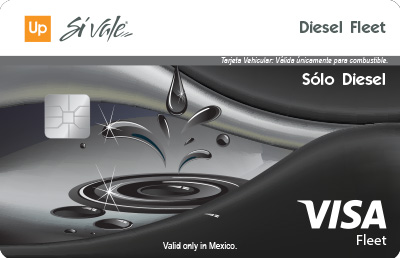 Up Sí Vale Diesel Fleet
Tarjeta Vehicular: Válida únicamente para combustible.
Sólo Diesel
VISA
Fleet
Valid only in Mexico.